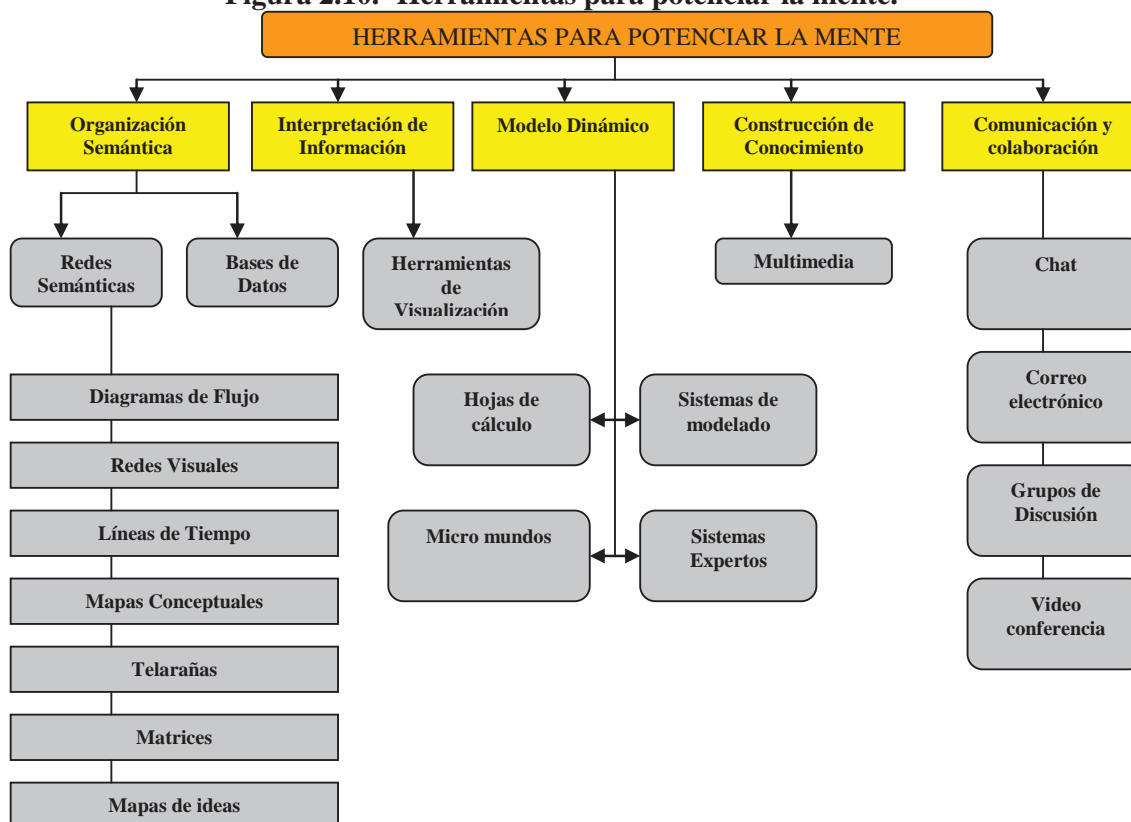 Figura 2.10. Herramientas para potenciar la mente.
HERRAMIENTAS PARA POTENCIAR LA MENTE
Organización
Semántica
Interpretación de
Información
Modelo Dinámico
Construcción de
Conocimiento
Comunicación y
colaboración
Redes
Semánticas
Bases de
Datos
Herramientas
de
Visualización
Multimedia
Chat
Diagramas de Flujo
Redes Visuales
Líneas de Tiempo
Mapas Conceptuales
Telarañas
Matrices
Mapas de ideas
Hojas de
cálculo
Sistemas de
modelado
Micro mundos
Sistemas
Expertos
Correo
electrónico
Grupos de
Discusión
Video
conferencia